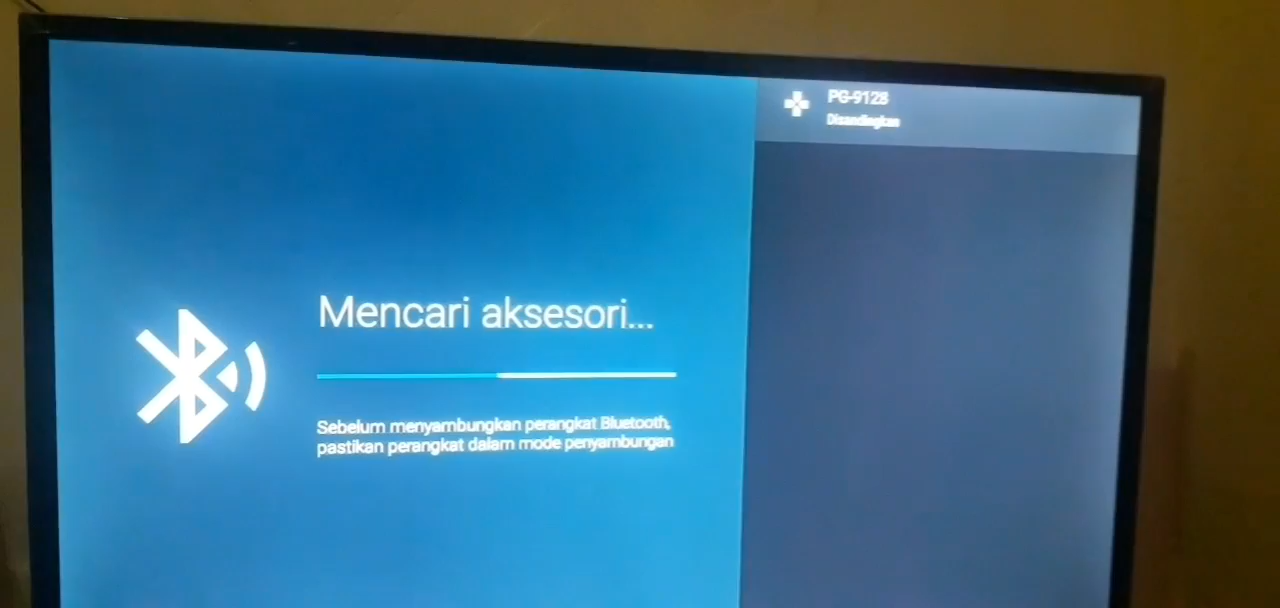 Mencari aksesori...
Sebelum menyambungkan perangkat Bluetooth,
pastikan perangkat dalam mode penyambungan
PG-9128
Disandingkan